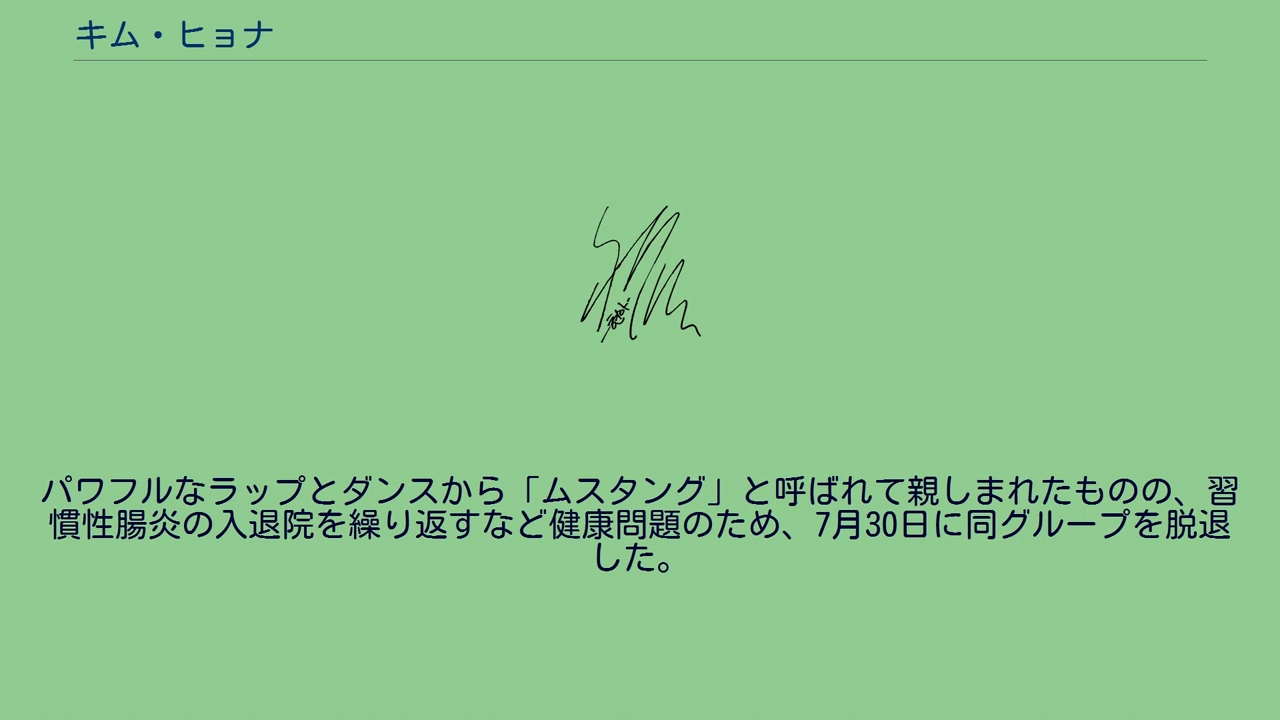 キム・ヒョナ
パワフルなラップとダンスから「ムスタング」と呼ばれて親しまれたものの、習
慣性腸炎の入退院を繰り返すなど健康問題のため、7月30日に同グループを脱退
した。